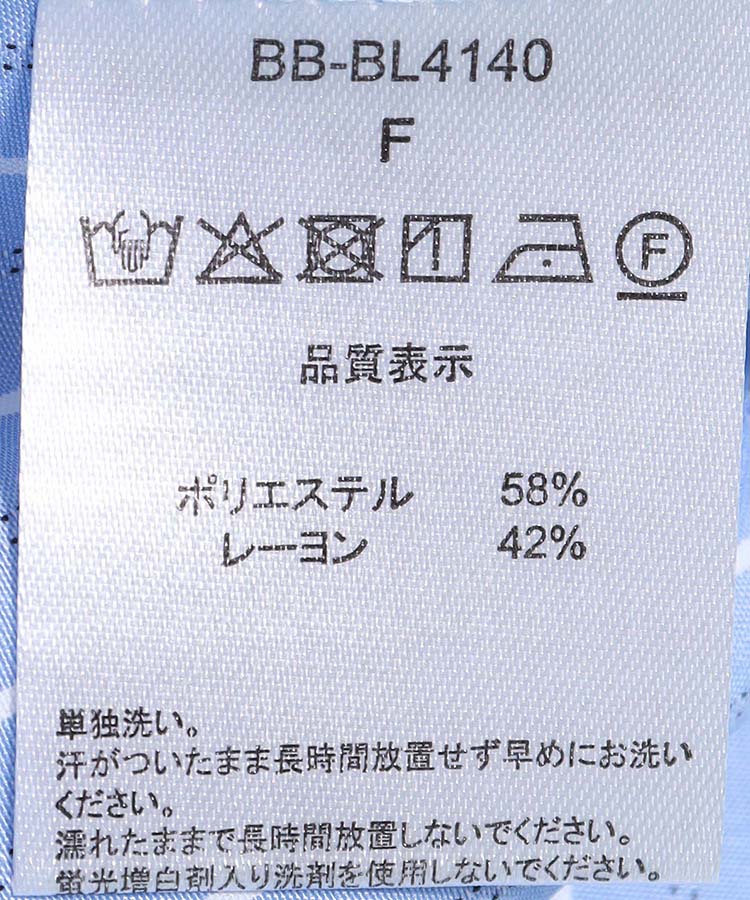 BB-BL4140
F
F
品質表示
ポリエステル 58%
レーヨン 42%
単独洗い。
汗がついたまま長時間放置せず早めにお洗い
ください。
濡れたままで長時間放置しないでください。
蛍光増白剤入り洗剤を使用しないでください。